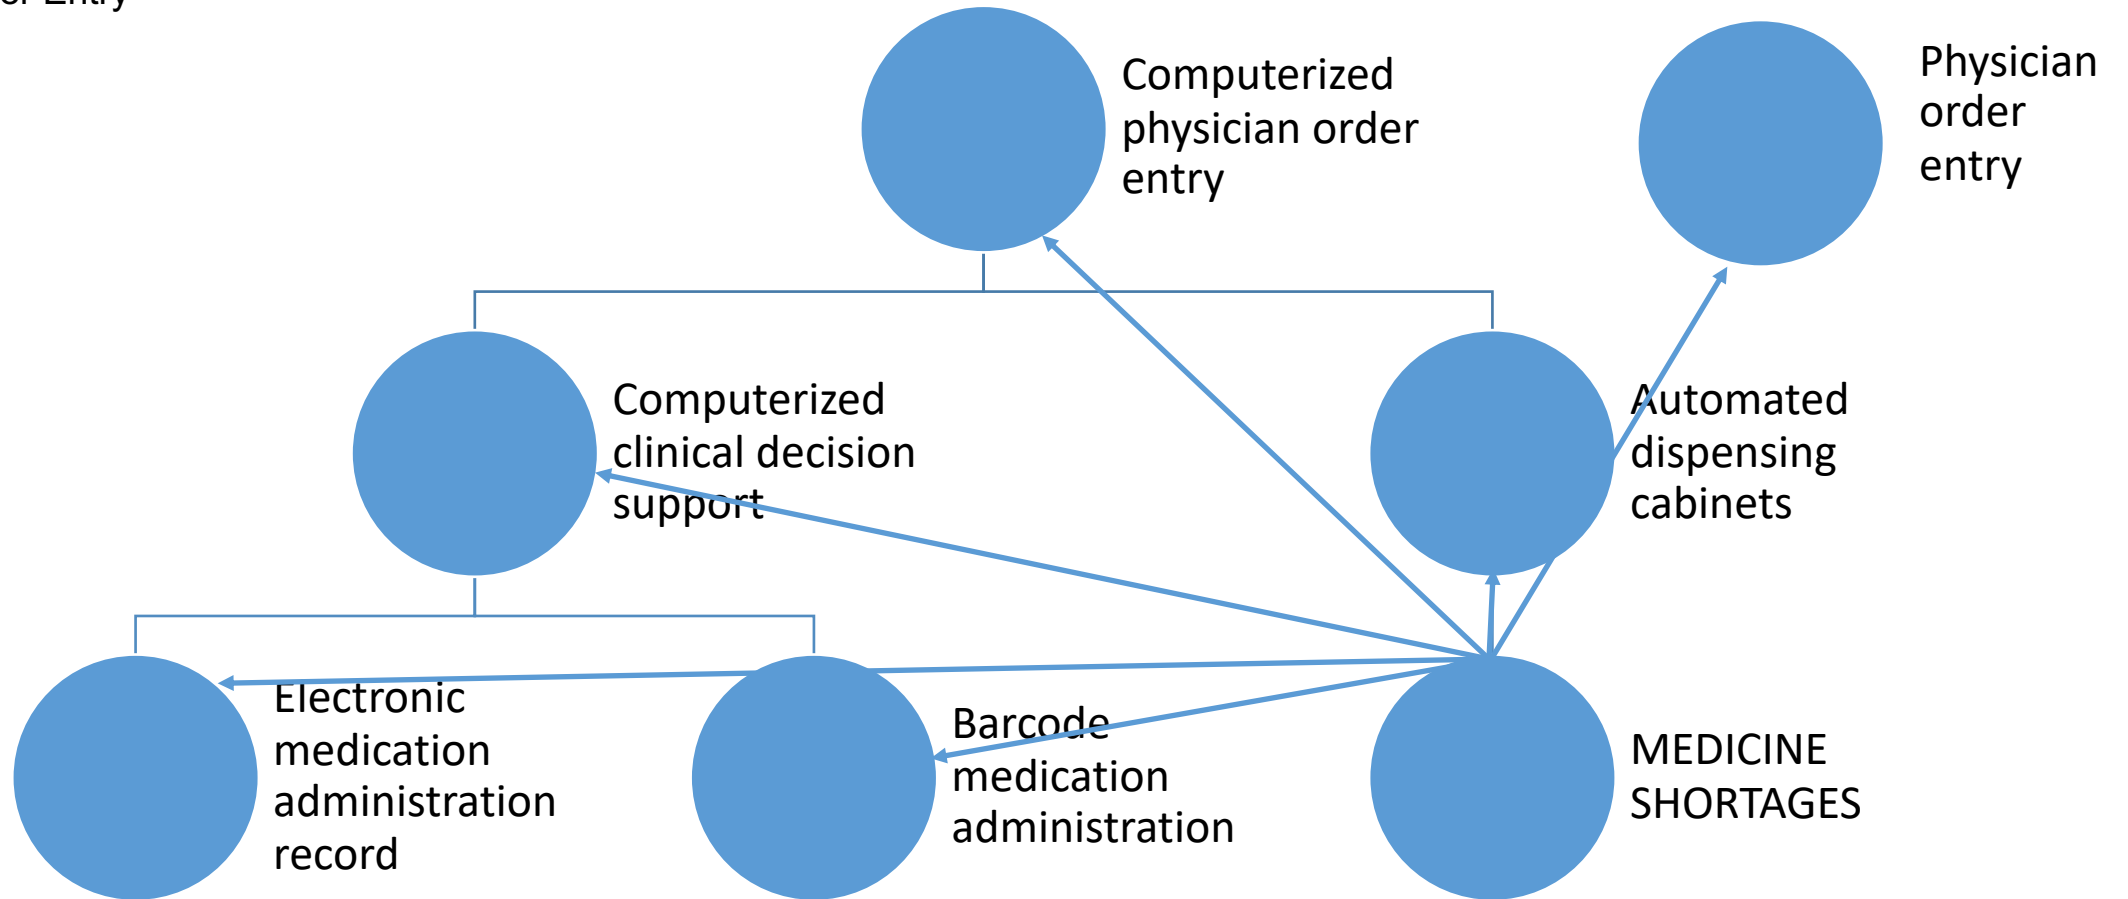 Entry
Computerized
physician order
entry
Physician
order
entry
Computerized
clinical decision
support
Automated
dispensing
cabinets
Electronic
medication
administration
record
Barcode
medication
administration
MEDICINE
SHORTAGES